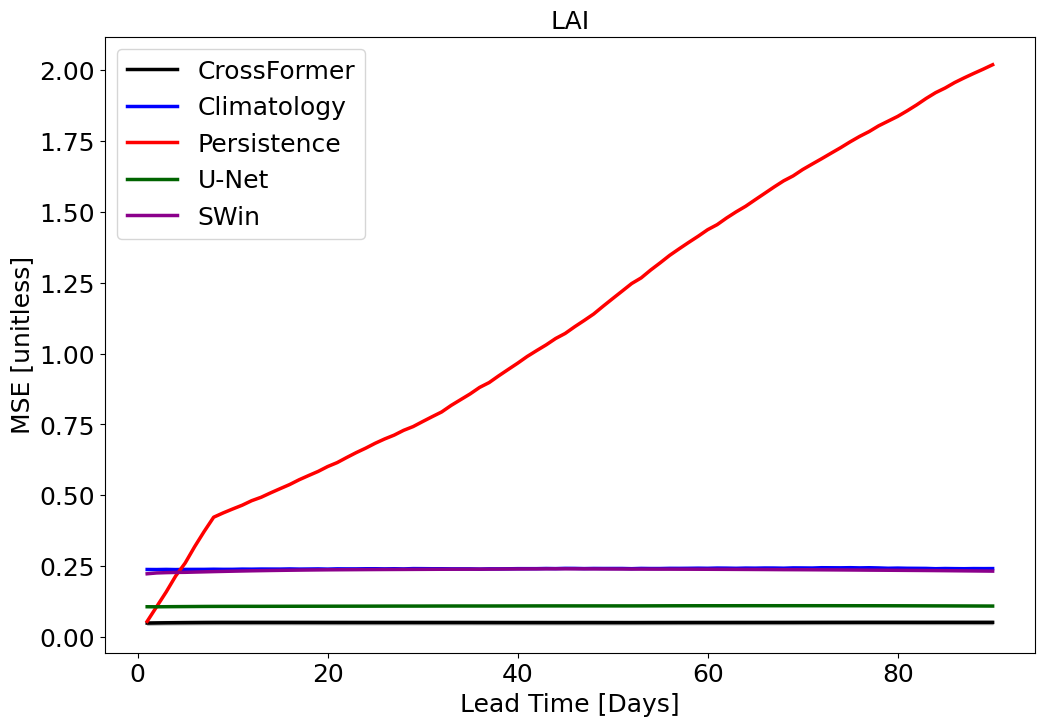 LAI
CrossFormer
Climatology
Persistence
U-Net
SWin
MSE [unitless]
2.00
1.75
1.50
1.25
1.00
0.75
0.50
0.25
0.00
0
20
40
60
80
Lead Time [Days]